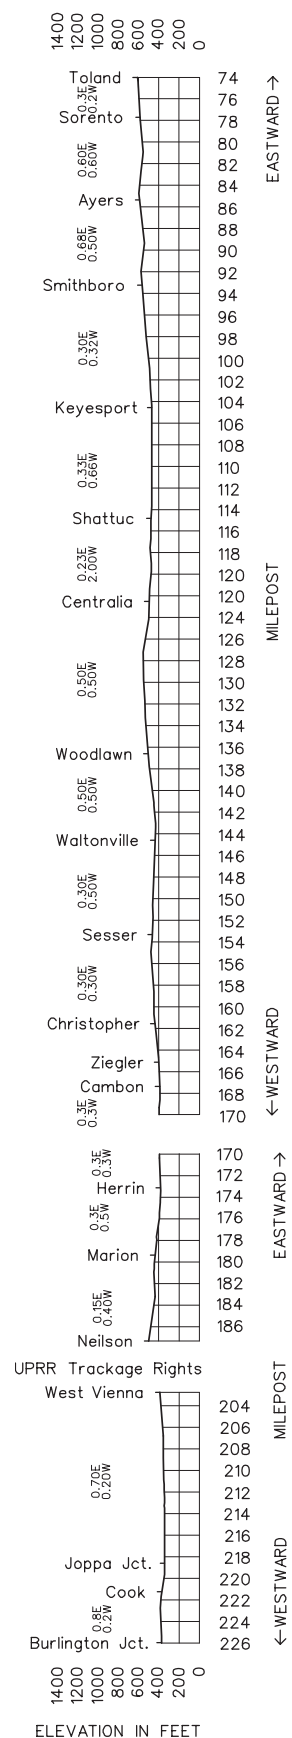 1400 1200 1000 800 600 400 200 0
Toland 74
0.3E 0.2W
76
Sorento 78
80
0.60E 0.60W
82
84
Ayers
86
88
0.68E 0.50W
90
92
Smithboro
94
96
98
0.30E 0.32W
100
102
Keyesport 104
106
108
0.33E 0.66W
110
112
114
Shattuc
116
118
0.23E 2.00W
120
120
Centralia
124
126
128
0.50E 0.50W
130
132
134
136
Woodlawn
138
0.50E 0.50W
140
142
144
Waltonville
146
148
0.30E 0.50W
150
152
Sesser
154
156
0.30E 0.30W
158
160
Christopher
162
164
Ziegler
166
Cambon
168
0.3E 0.3W
170
EASTWARD →
MILEPOST
← WESTWARD
170
0.3E 0.3W
172
Herrin
174
0.3E 0.5W
176
178
Marion
180
182
0.15E 0.40W
184
186
Neilson
EASTWARD →
UPRR Trackage Rights
West Vienna
204
206
208
0.70E 0.20W
210
212
214
216
Joppa Jct. 218
220
Cook
222
0.8E 0.2W
224
Burlington Jct. 226
MILEPOST
← WESTWARD
1400 1200 1000 800 600 400 200 0
ELEVATION IN FEET